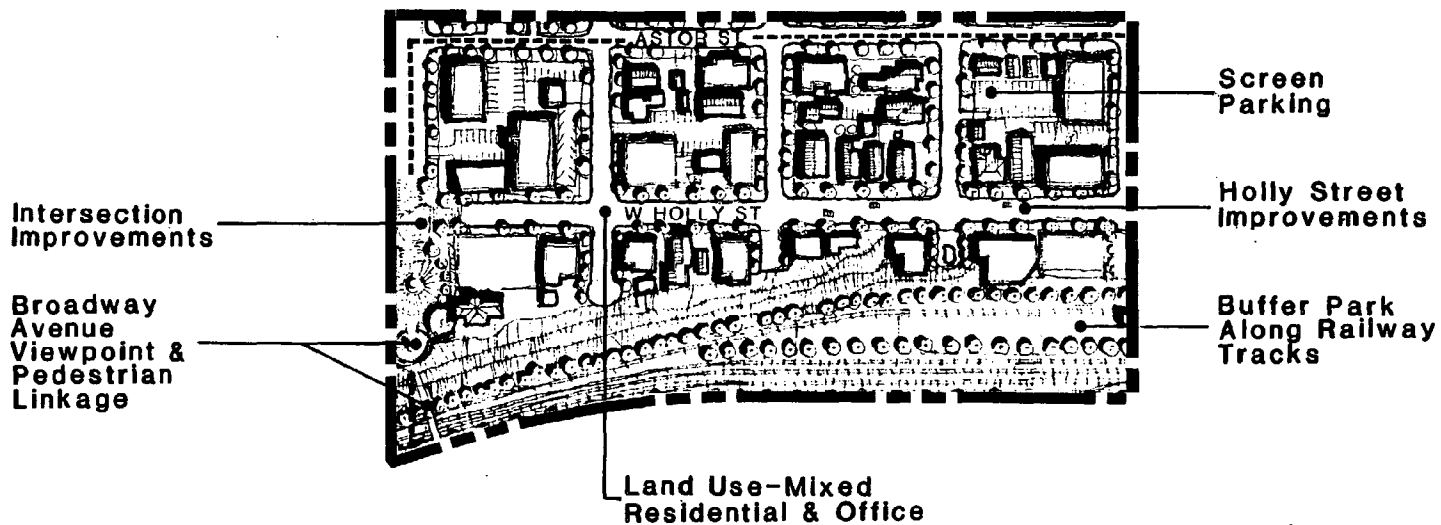 ASTOR ST
Screen
Parking
Intersection
Improvements
W HOLLY ST
Holly Street
Improvements
Broadway
Avenue
Viewpoint &
Pedestrian
Linkage
Buffer Park
Along Railway
Tracks
Land Use-Mixed
Residential & Office